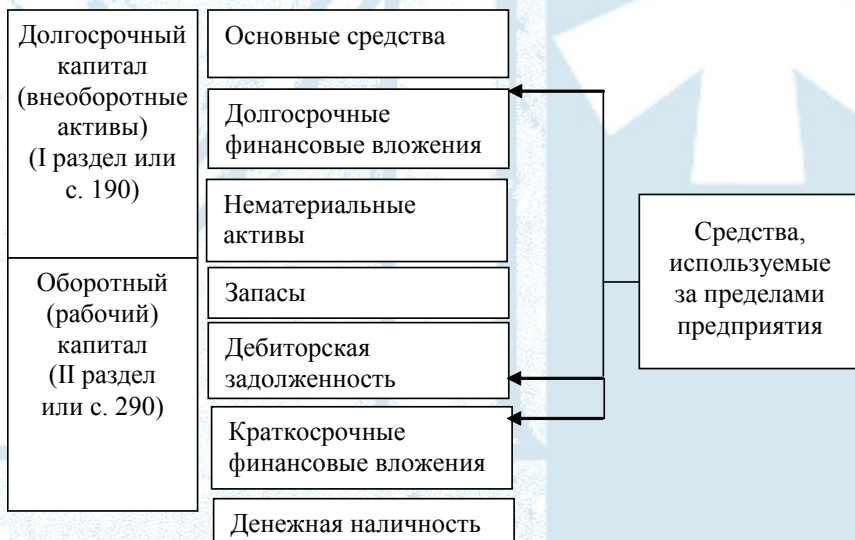 Долгосрочный
капитал
(внеоборотные
активы)
(I раздел или
с. 190)
Оборотный
(рабочий)
капитал
(II раздел
или с. 290)
Основные средства
Долгосрочные
финансовые вложения
Нематериальные
активы
Запасы
Дебиторская
задолженность
Краткосрочные
финансовые вложения
Денежная наличность
Средства,
используемые
за пределами
предприятия